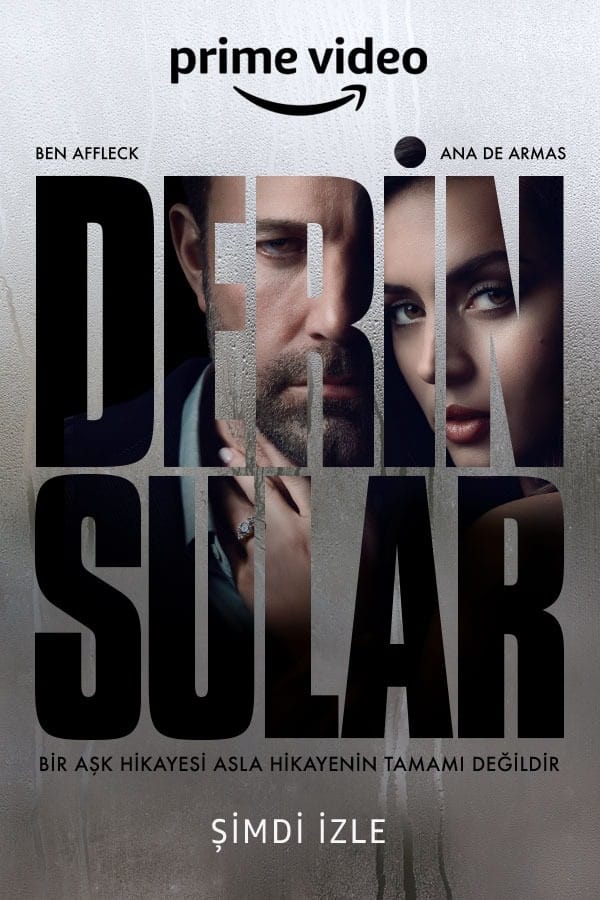 prime video
BEN AFFLECK
ANA DE ARMAS
DERİN
SULAR
BİR AŞK HİKAYESİ ASLA HİKAYENİN TAMAMI DEĞİLDİR
ŞİMDİ İZLE